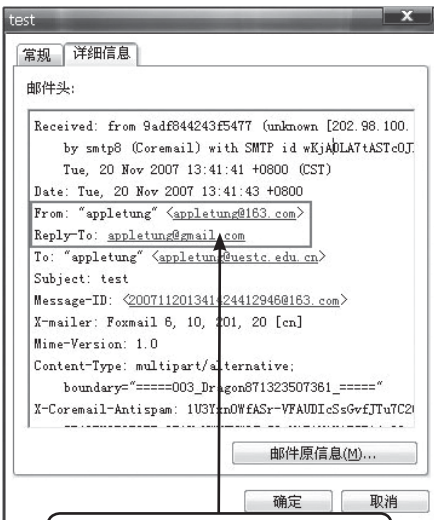 test
x
常规 详细信息
邮件头:
Received: from 9adf844243f5477 (unknown [202.98.100.
by smtp8 (Coremail) with SMTP id
Tue, 20 Nov 2007 13:41:41 +0800 (CST)
Date: Tue, 20 Nov 2007 13:41:43 +0800
From: "appletung" <appletung@163.com>
Reply-To: appletung@gmail.com
To: "appletung" <appletung@uestc.edu.cn>
Subject: test
Message-ID:
X-mailer: Foxmail 6, 10, 201, 20 [cn]
Mime-Version: 1.0
Content-Type: multipart/alternative;
boundary="=====003_Dragon871323507361_====="
X-Coremail-Antispam:
邮件原信息(M)...
确定 取消